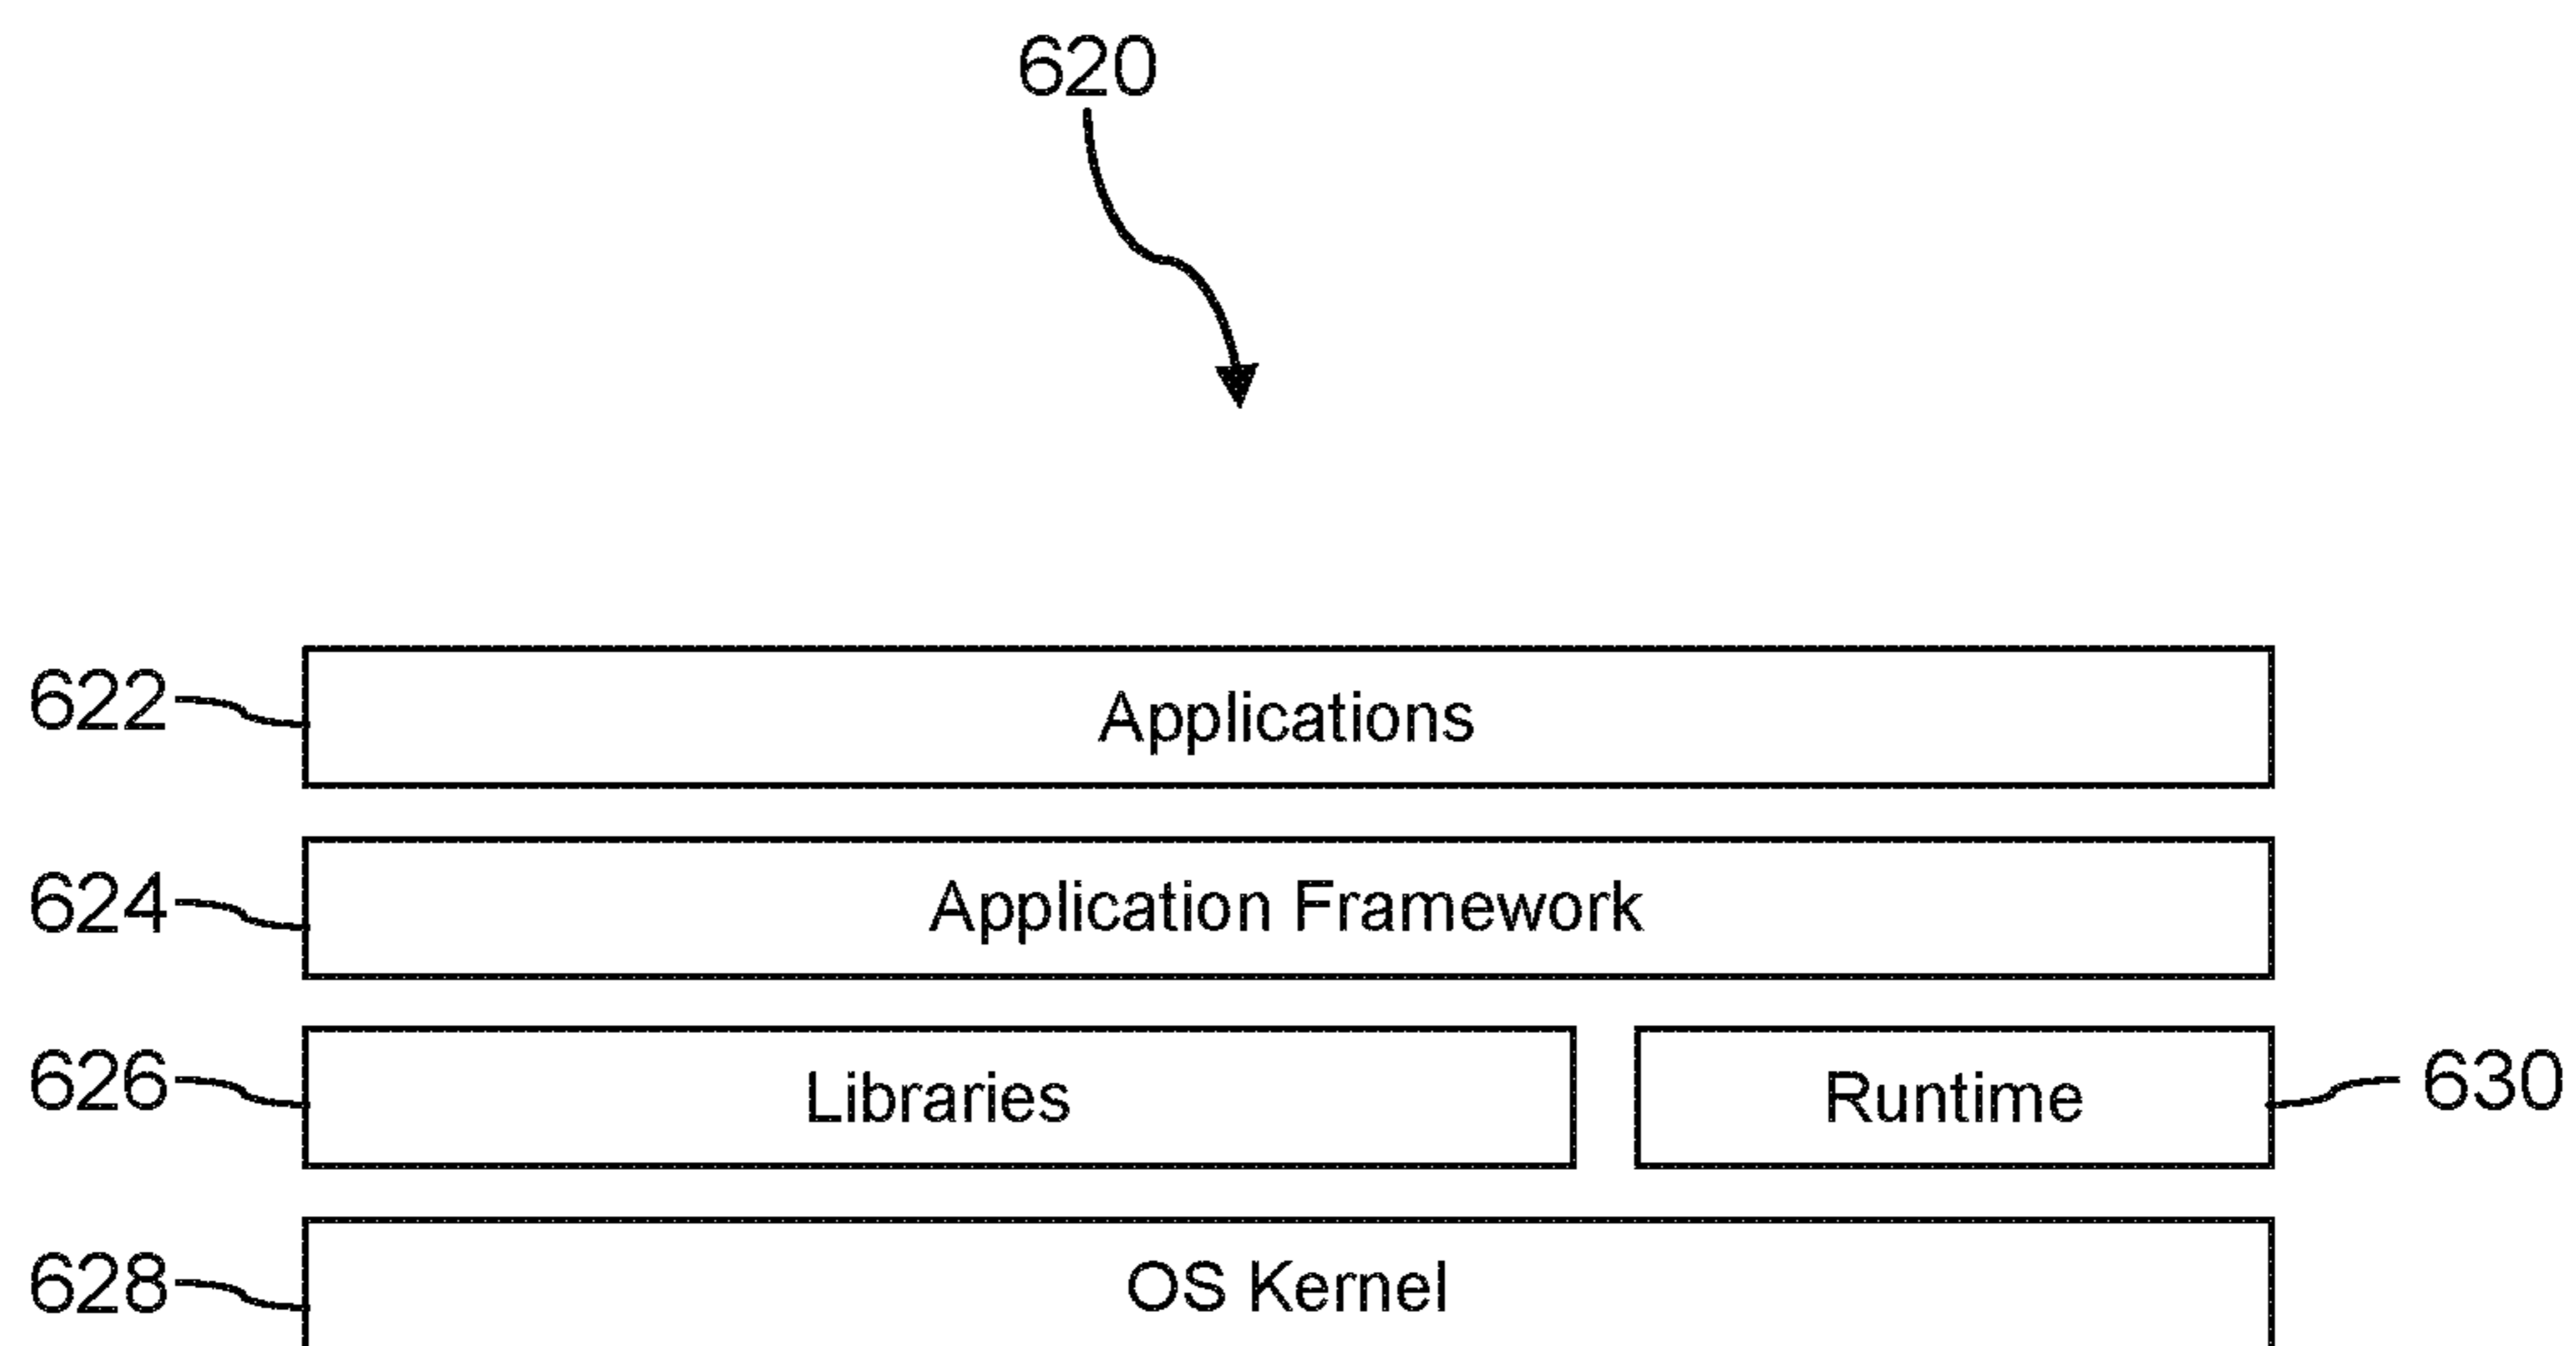 620
622 Applications
624 Application Framework
626 Libraries Runtime 630
628 OS Kernel